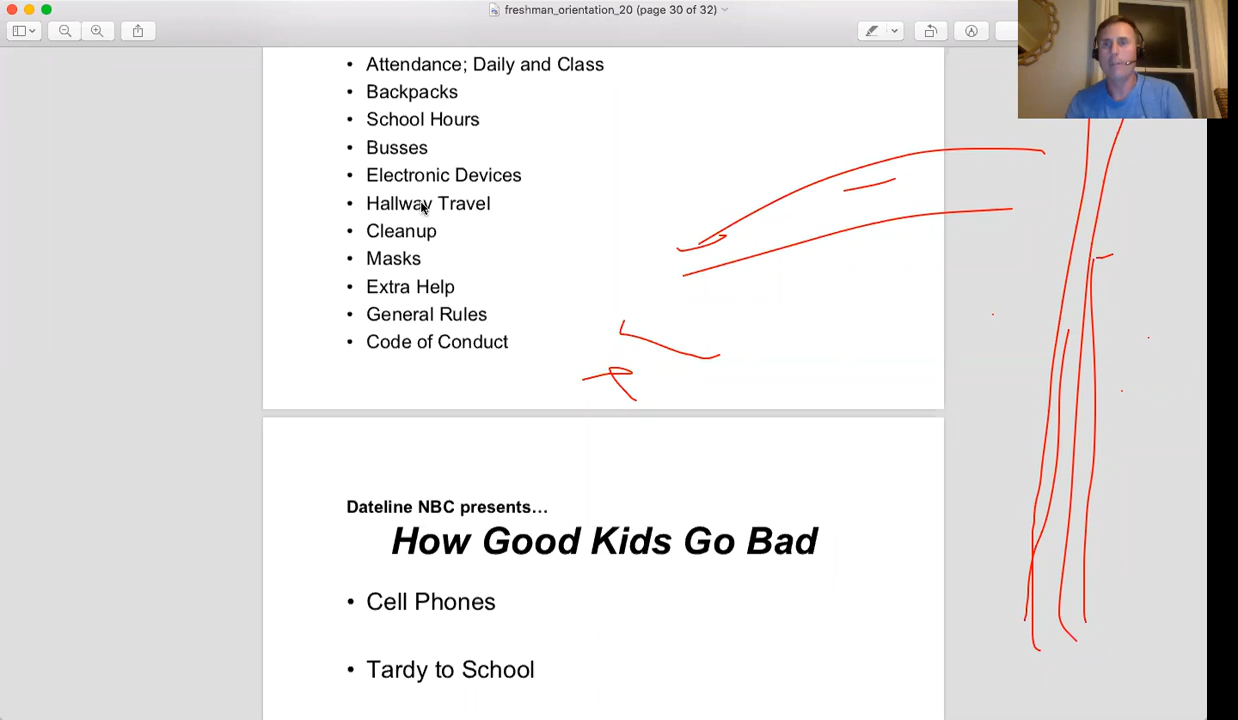 freshman_orientation_20 (page 30 of 32)
• Attendance; Daily and Class
• Backpacks
• School Hours
• Busses
• Electronic Devices
• Hallway Travel
• Cleanup
• Masks
• Extra Help
• General Rules
• Code of Conduct
Dateline NBC presents…
How Good Kids Go Bad
• Cell Phones
• Tardy to School